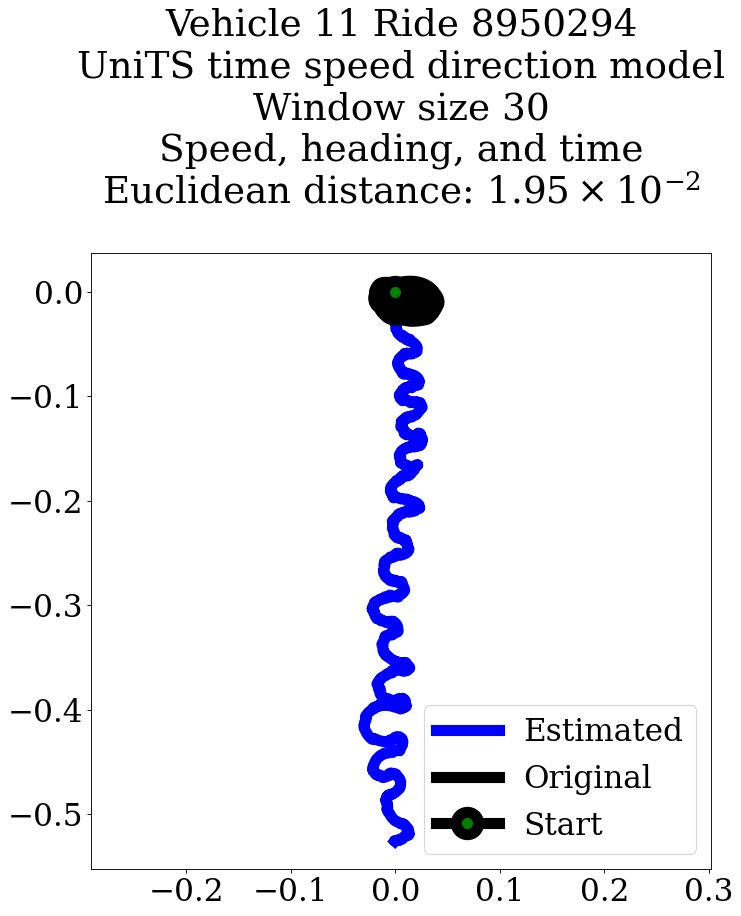 Vehicle 11 Ride 8950294
UniTS time speed direction model
Window size 30
Speed, heading, and time
Euclidean distance: 1.95 × 10⁻²
0.0
−0.1
−0.2
−0.3
−0.4
−0.5
Estimated
Original
Start
−0.2 −0.1 0.0 0.1 0.2 0.3